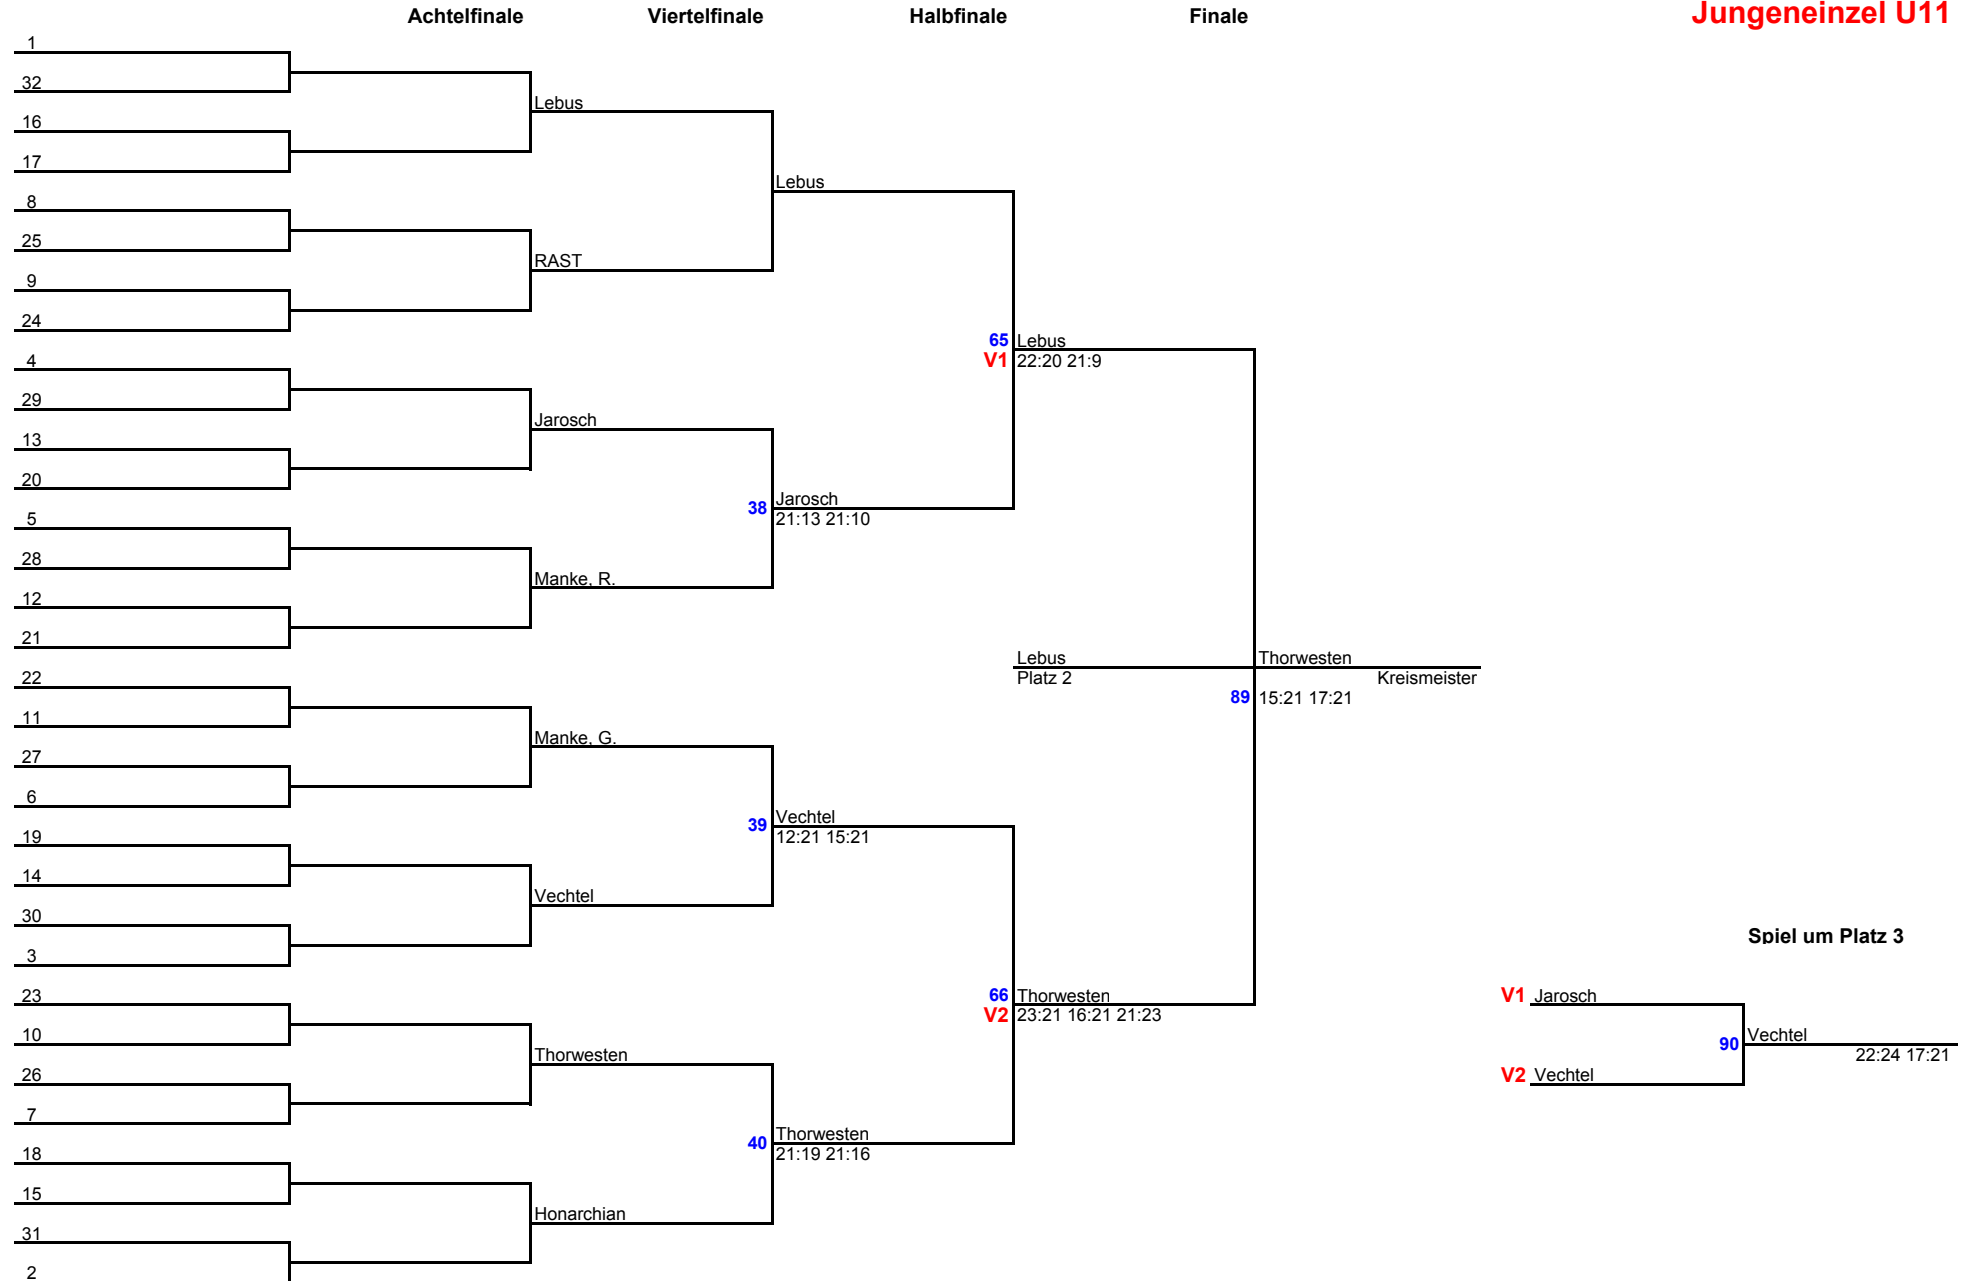 Achtelfinale Viertelfinale Halbfinale Finale Jungeneinzel U11
1
32
Lebus
16
17
Lebus
8
25
RAST
9
24
65 Lebus
4
V1 22:20 21:9
29
Jarosch
13
20
Jarosch
38
5
21:13 21:10
28
Manke, R.
12
21
Lebus Thorwesten
22
Platz 2 Kreismeister
89 15:21 17:21
11
Manke, G.
27
6
Vechtel
39
19
12:21 15:21
14
Vechtel
30
Spiel um Platz 3
3
23
66 Thorwesten
V1 Jarosch
V2 23:21 16:21 21:23
10
Vechtel
90
Thorwesten
22:24 17:21
26
V2 Vechtel
7
Thorwesten
40
18
21:19 21:16
15
Honarchian
31
2